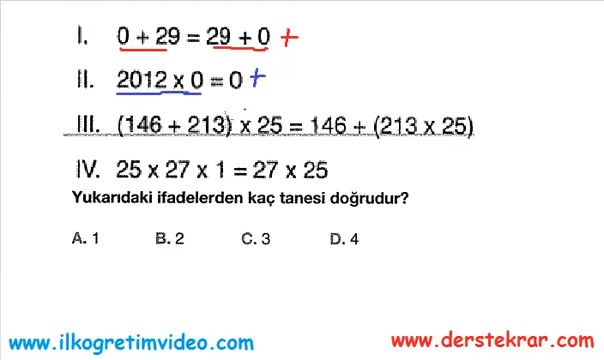 I. 0 + 29 = 29 + 0 +
II. 2012 x 0 = 0 +
III. (146 + 213) x 25 = 146 + (213 x 25)
IV. 25 x 27 x 1 = 27 x 25
Yukarıdaki ifadelerden kaç tanesi doğrudur?
A. 1 B. 2 C. 3 D. 4
www.ilkogretimvideo.com www.derstekrar.com